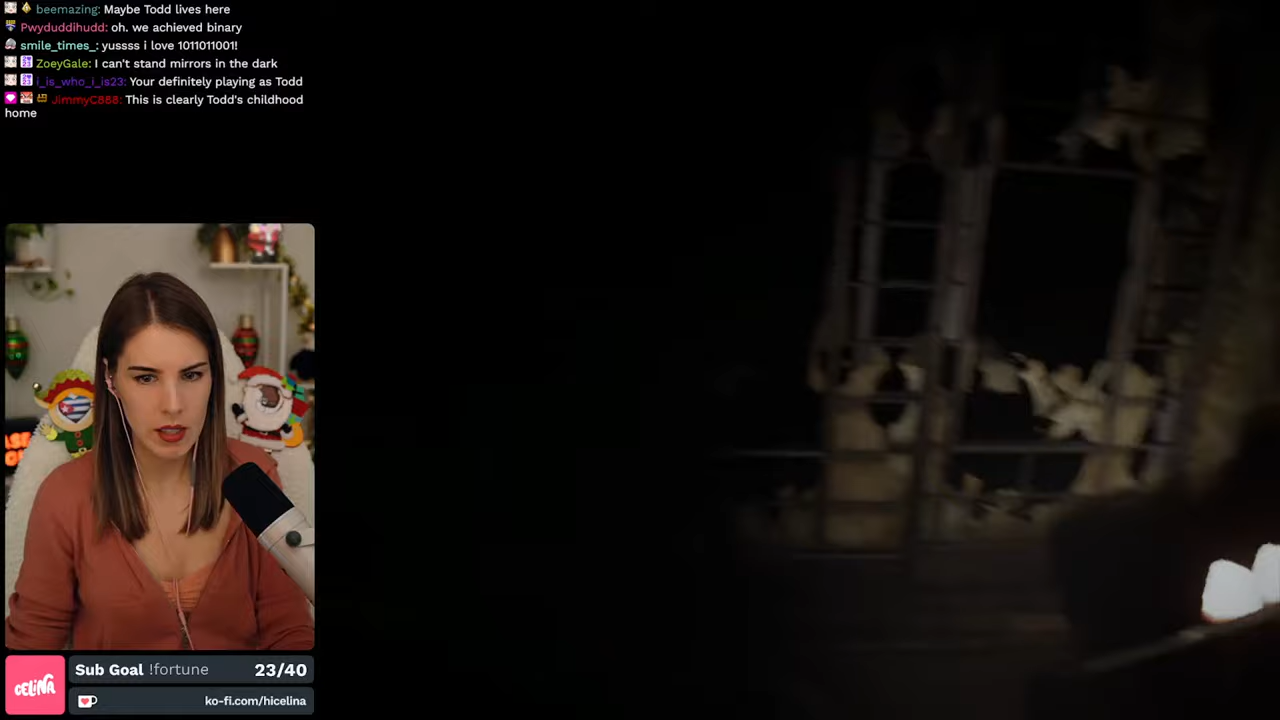 beemazing: Maybe Todd lives here
Pwyduddihudd: oh. we achieved binary
smile_times_: yussss i love 1011011001!
ZoeyGale: I can't stand mirrors in the dark
i_is_who_i_is23: Your definitely playing as Todd
JimmyC888: This is clearly Todd's childhood
home
CELINA
Sub Goal !fortune 23/40
ko-fi.com/hicelina